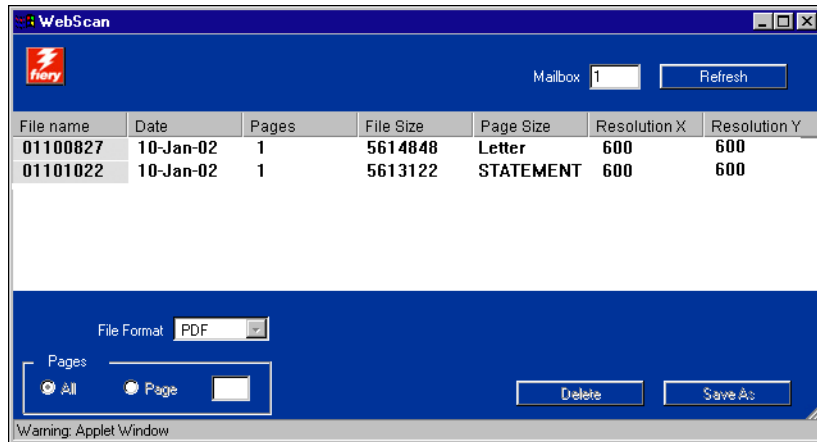 WebScan
fiery
Mailbox 1 Refresh
File name Date Pages File Size Page Size Resolution X Resolution Y
01100827 10-Jan-02 1 5614848 Letter 600 600
01101022 10-Jan-02 1 5613122 STATEMENT 600 600
File Format PDF
Pages
All Page
Delete Save As
Warning: Applet Window